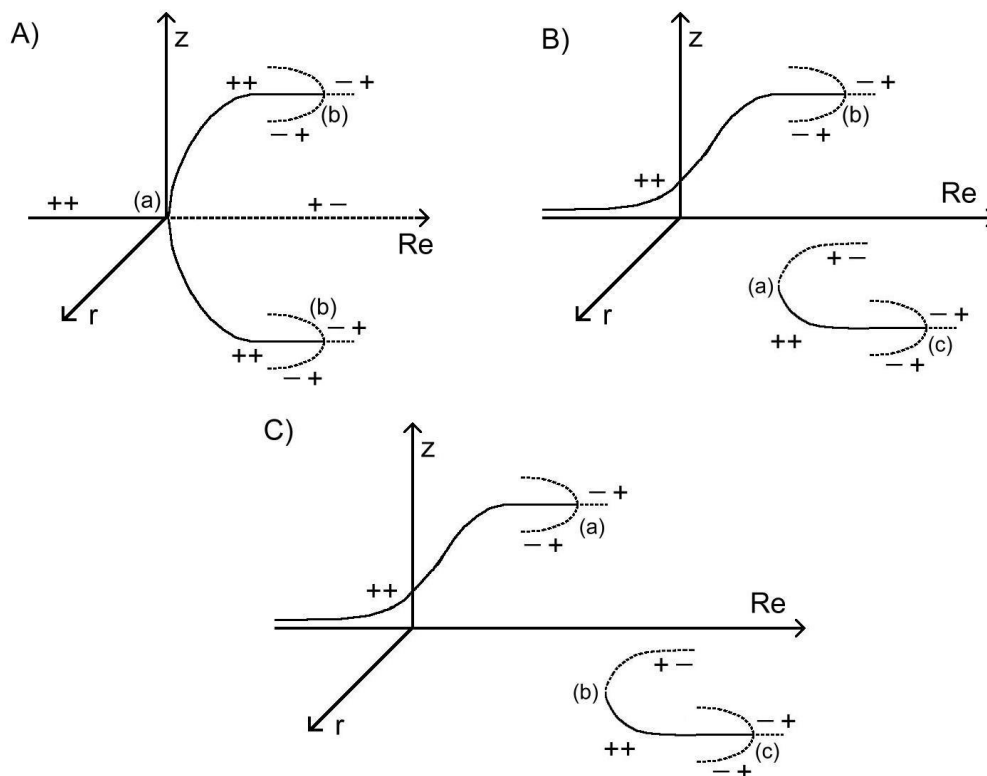 A)
z
++
− +
(b)
− +
++
(a)
+ −
Re
r
(b)
− +
++
− +
B)
z
− +
(b)
− +
++
Re
+ −
(a)
− +
++
(c)
− +
C)
z
− +
(a)
− +
++
Re
+ −
(b)
r
− +
++
(c)
− +
r